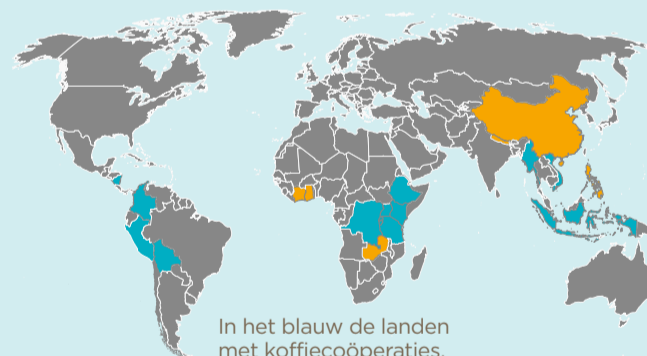 In het blauw de landen
met koffiecoöperaties.